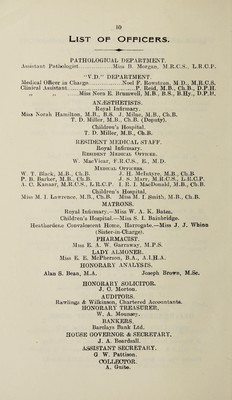 10
LIST OF OFFICERS.
PATHOLOGICAL DEPARTMENT.
Assistant Pathologist..............Miss B. Morgan, M.R.C.S., L.R.C.P.
"V.D." DEPARTMENT
Medical Officer in Charge............Noel F. Rowstron, M.D., M.R.C.S.
Clinical Assistant........................P. Reid, M.B. Ch.B., D.P.H.
,, ,, ......Miss Nora E. Brumwell, M.B., B.S., B.Hy., D.P.H.
ANÆSTHETISTS.
Royal Infirmary.
Miss Norah Hamilton, M.B., B.S. J. Milne, M.B., Ch.B.
T. D. Miller, M.B., Ch.B. (Deputy).
Children's Hospital.
T. D. Miller, M.B., Ch.B.
RESIDENT MEDICAL STAFF.
Royal Infirmary.
RESIDENT MEDICAL OFFICER.
W. MacVicar, F.R.C.S., E., M.D.
MEDICAL OFFICERS.
W. T. Black, M.B., Ch.B. J. H. McIntyre, M.B., Ch.B
P. B. Barker, M.B., Ch.B. J. S. Marr, M.R.C.S., L.R.C.P.
A. C. Kanaar, M.R.C.S., L.R.C.P. I. R. I. MacDonald, M.B., Ch.B.
Children's Hospital.
Miss M. I. Lawrence, M.B., Ch.B. Miss M. I. Smith, M.B., Ch.B.
MATRONS.
Royal Infirmary.—Miss W. A. K. Bates.
Children's Hospital—Miss S. I. Bainbridge.
Heathardene Convalescent Home, Harrogate.—Miss J. J. Whinn
(Sister-in-Charge).
PHARMACIST.
Miss E. A. W. Garraway, M.P.S.
LADY ALMONER.
Miss E. E. McPherson, B.A., A.I.H.A.
HONORARY ANALYSTS.
Alan S. Bean, M.A. Joseph Brown, M.Sc.
HONORARY SOLICITOR.
J. C. Morton.
AUDITORS.
Rawlings & Wilkinson, Chartered Accountants.
HONORARY TREASURER.
W. A. Mounsey.
BANKERS.
Barclays Bank Ltd,
HOUSE GOVERNOR & SECRETARY,
J. A. Beardsall.
ASSISTANT SECRETARY.
G. W. Pattison.
COLLECTOR.
A. Guite.